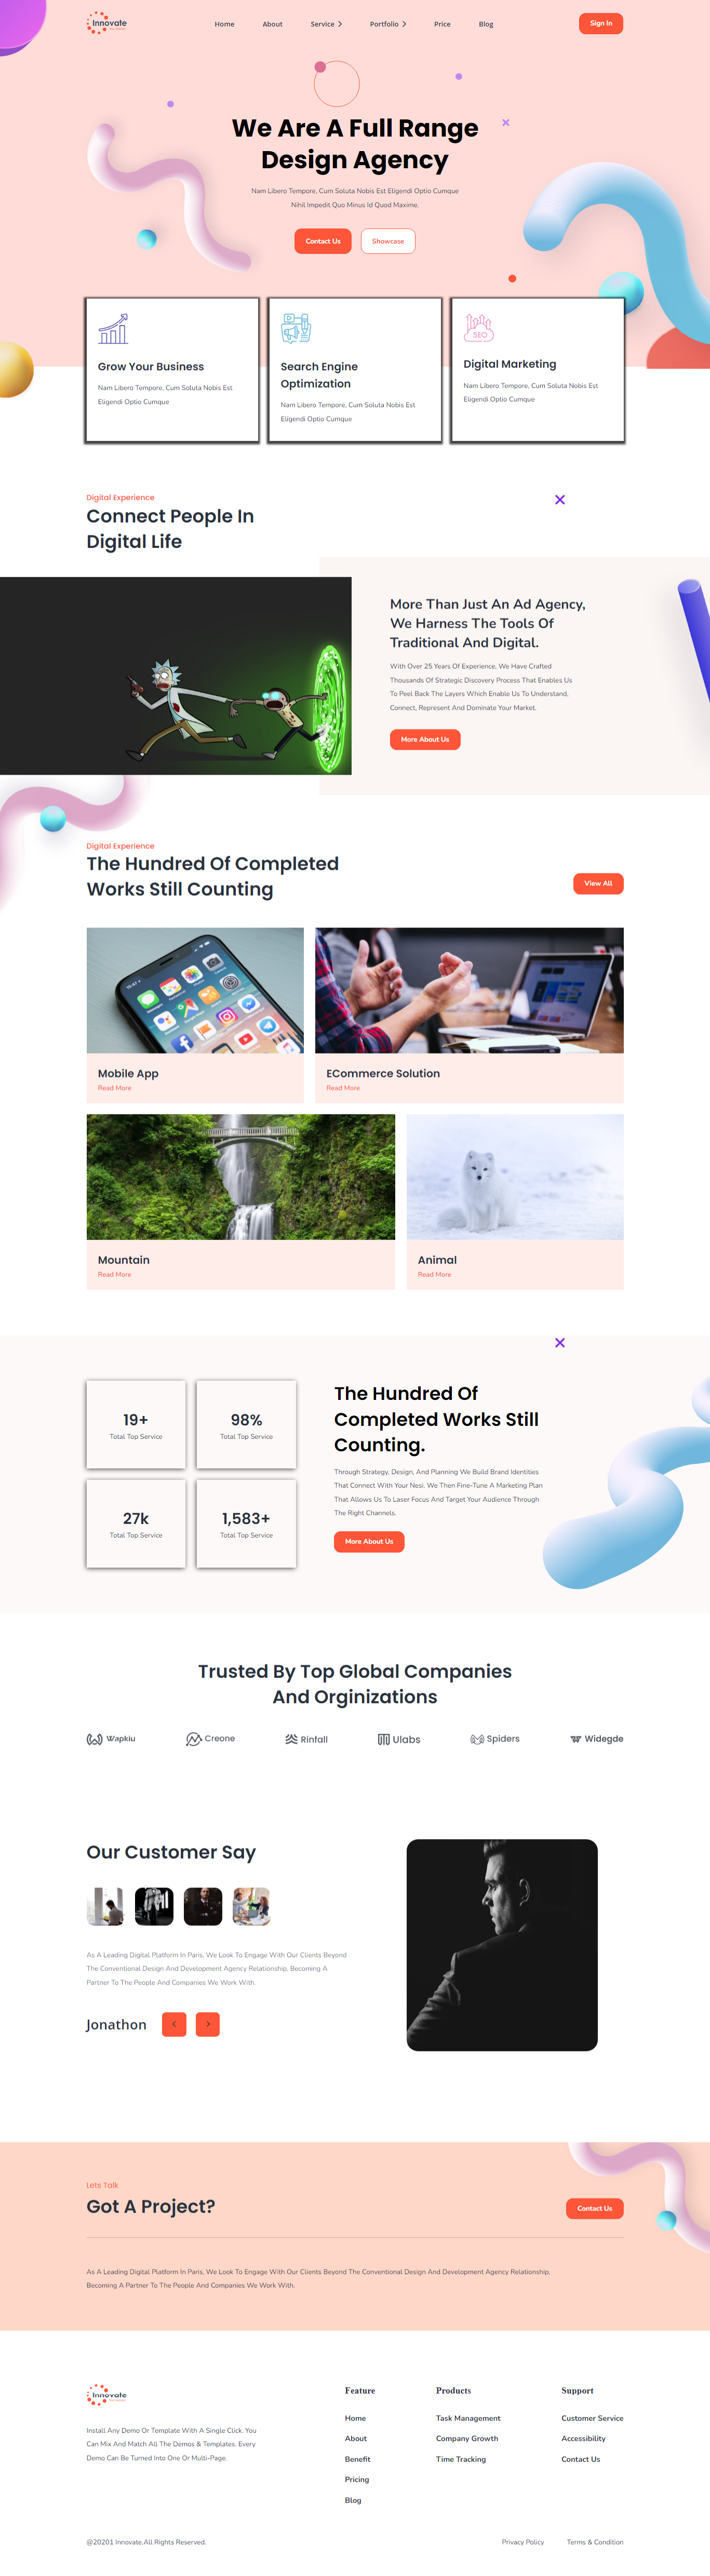 Innovate
Home About Service Portfolio Price Blog
Sign In
We Are A Full Range
Design Agency
Nam Libero Tempore, Cum Soluta Nobis Est Eligendi Optio Cumque
Nihil Impedit Quo Minus Id Quod Maxime.
Contact Us
Showcase
Grow Your Business
Nam Libero Tempore, Cum Soluta Nobis Est
Eligendi Optio Cumque
Search Engine
Optimization
Nam Libero Tempore, Cum Soluta Nobis Est
Eligendi Optio Cumque
SEO
Digital Marketing
Nam Libero Tempore, Cum Soluta Nobis Est
Eligendi Optio Cumque
Digital Experience
Connect People In
Digital Life
More Than Just An Ad Agency,
We Harness The Tools Of
Traditional And Digital.
With Over 25 Years Of Experience, We Have Crafted
Thousands Of Strategic Discovery Process That Enables Us
To Peel Back The Layers Which Enable Us To Understand,
Connect, Represent And Dominate Your Market.
More About Us
Digital Experience
The Hundred Of Completed
Works Still Counting
View All
Mobile App
Read More
ECommerce Solution
Read More
Mountain
Read More
Animal
Read More
19+
Total Top Service
98%
Total Top Service
27k
Total Top Service
1,583+
Total Top Service
The Hundred Of
Completed Works Still
Counting.
Through Strategy, Design, And Planning We Build Brand Identities
That Connect With Your Nesi. We Then Fine-Tune A Marketing Plan
That Allows Us To Laser Focus And Target Your Audience Through
The Right Channels.
More About Us
Trusted By Top Global Companies
And Orginizations
Wapkiu
Creone
Rinfall
Ulabs
Spiders
Widegde
Our Customer Say
As A Leading Digital Platform In Paris, We Look To Engage With Our Clients Beyond
The Conventional Design And Development Agency Relationship, Becoming A
Partner To The People And Companies We Work With.
Jonathon
Lets Talk
Got A Project?
Contact Us
As A Leading Digital Platform In Paris, We Look To Engage With Our Clients Beyond The Conventional Design And Development Agency Relationship,
Becoming A Partner To The People And Companies We Work With.
Innovate
Install Any Demo Or Template With A Single Click. You
Can Mix And Match All The Demos & Templates. Every
Demo Can Be Turned Into One Or Multi-Page.
Feature
Home
About
Benefit
Pricing
Blog
Products
Task Management
Company Growth
Time Tracking
Support
Customer Service
Accessibility
Contact Us
@20201 Innovate.All Rights Reserved.
Privacy Policy
Terms & Condition